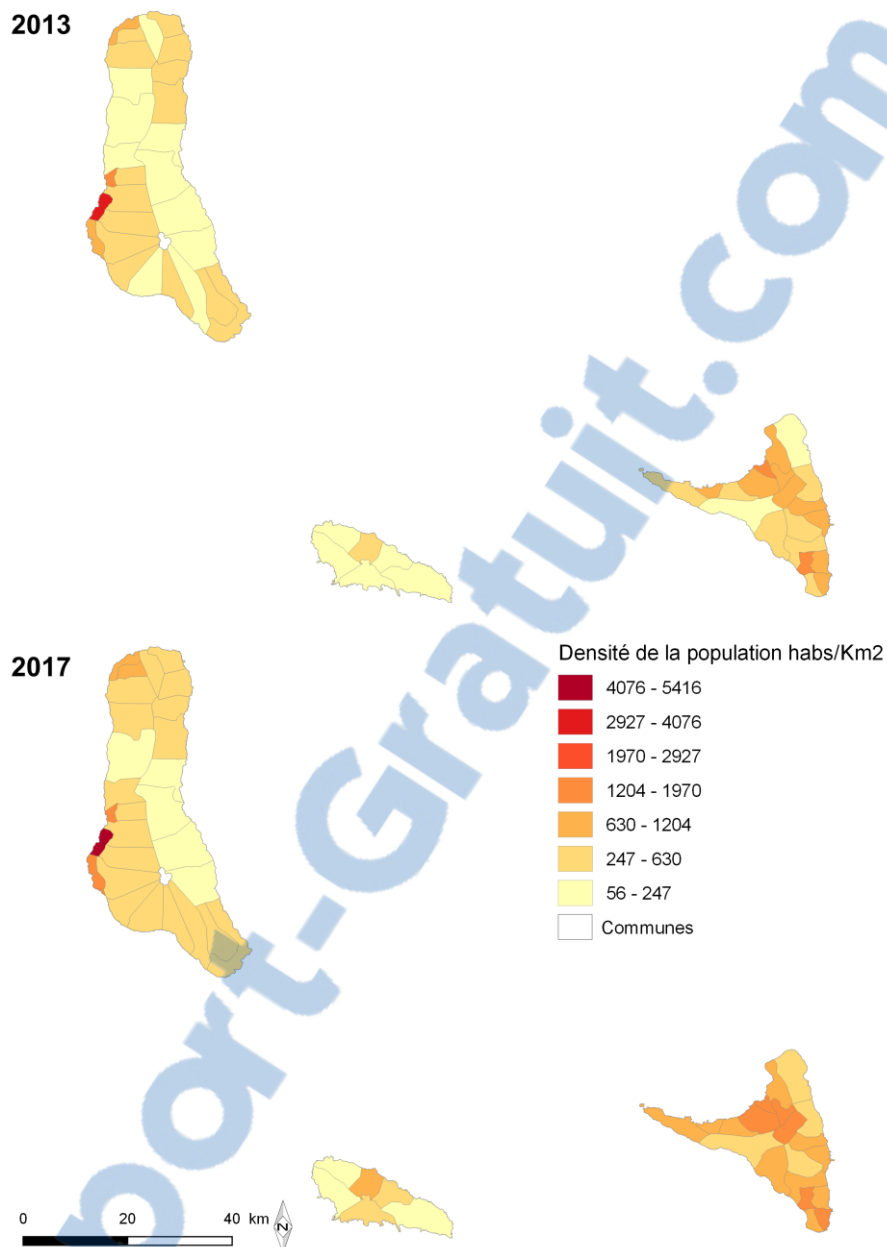 2013
2017
Densité de la population habs/Km2
4076 - 5416
2927 - 4076
1970 - 2927
1204 - 1970
630 - 1204
247 - 630
56 - 247
Communes
0 20 40 km
N
port-Gratuit.com